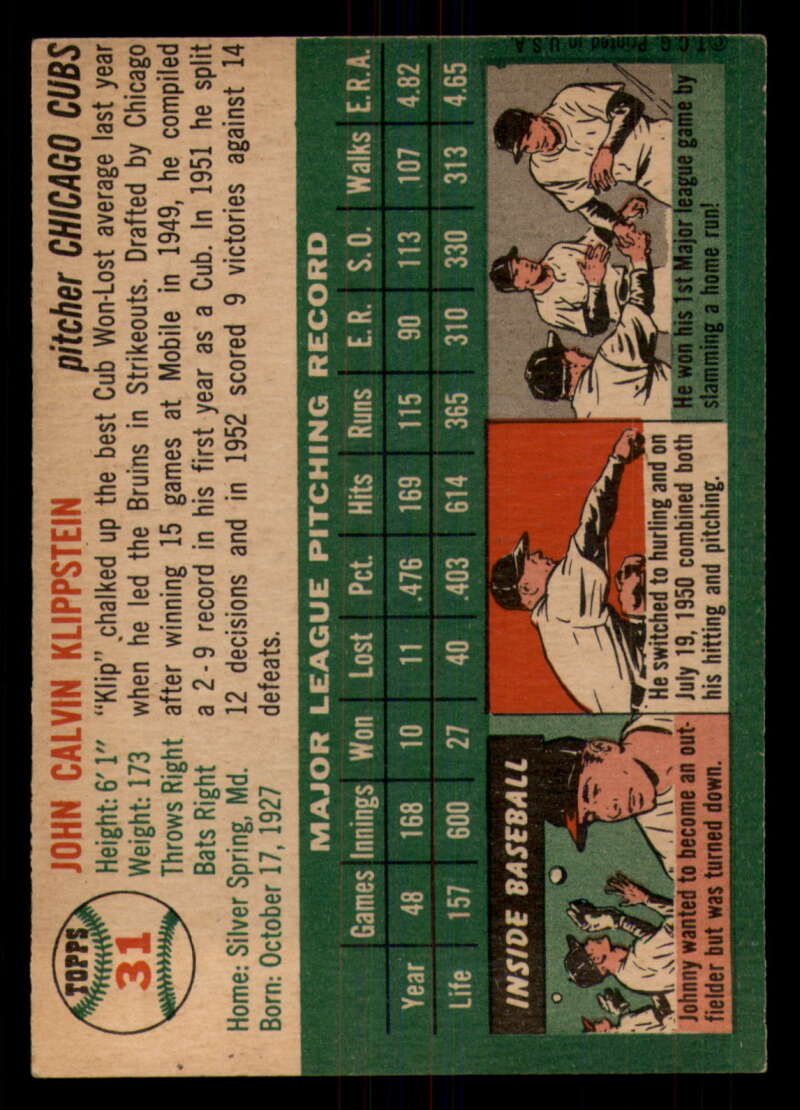 TOPPS
31
JOHN CALVIN KLIPPSTEIN
pitcher CHICAGO CUBS
Height: 6' 1"
Weight: 173
Throws Right
Bats Right
Home: Silver Spring, Md.
Born: October 17, 1927
"Klip" chalked up the best Cub Won-Lost average last year
when he led the Bruins in Strikeouts. Drafted by Chicago
after winning 15 games at Mobile in 1949, he compiled
a 2 - 9 record in his first year as a Cub. In 1951 he split
12 decisions and in 1952 scored 9 victories against 14
defeats.
MAJOR LEAGUE PITCHING RECORD
Games Innings Won Lost Pct. Hits Runs E.R. S.O. Walks E.R.A.
Year 48 168 10 11 .476 169 115 90 113 107 4.82
Life 157 600 27 40 .403 614 365 310 330 313 4.65
INSIDE BASEBALL
Johnny wanted to become an out-
fielder but was turned down.
He switched to hurling and on
July 19, 1950 combined both
his hitting and pitching.
He won his 1st Major league game by
slamming a home run!
©T.C.G. Printed in U.S.A